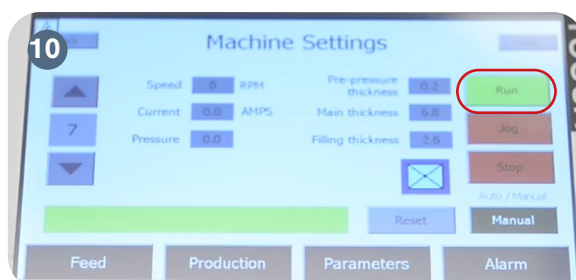 10
Machine Settings
Speed 0 RPM
Current 0.0 AMPS
Pressure 0.0
7
Pre-pressure
thickness 0.2
Main thickness 6.8
Filling thickness 2.6
Run
Jog
Stop
Auto / Manual
Reset
Manual
Feed
Production
Parameters
Alarm